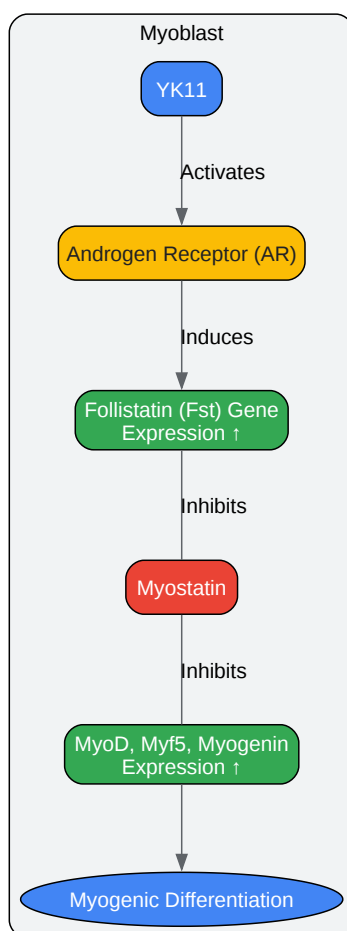 Myoblast
YK11
Activates
Androgen Receptor (AR)
Induces
Follistatin (Fst) Gene
Expression ↑
Inhibits
Myostatin
Inhibits
MyoD, Myf5, Myogenin
Expression ↑
Myogenic Differentiation